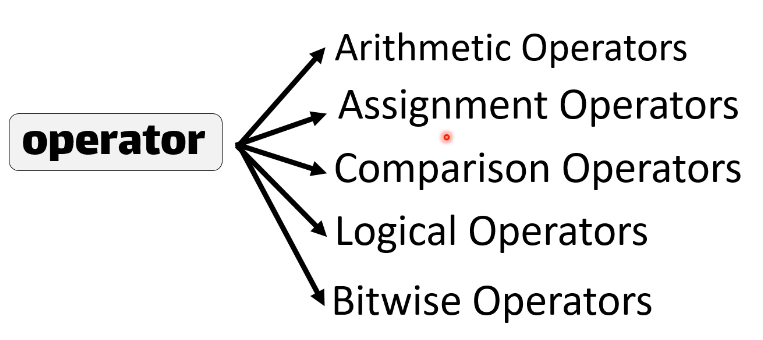 operator
Arithmetic Operators
Assignment Operators
Comparison Operators
Logical Operators
Bitwise Operators